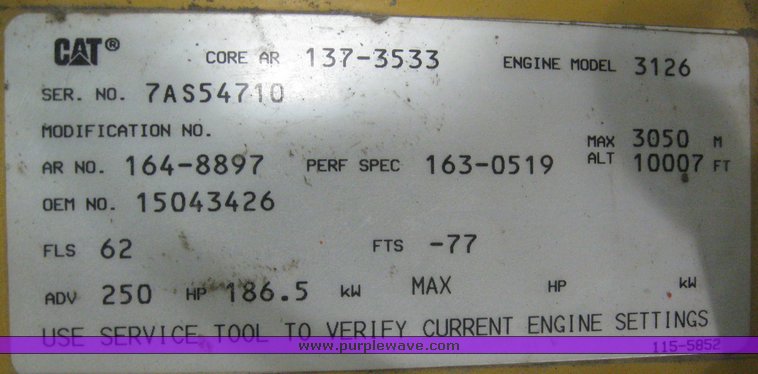 CAT® CORE AR 137-3533 ENGINE MODEL 3126
SER. NO. 7AS54710
MODIFICATION NO.
MAX ALT 3050 M
10007 FT
AR NO. 164-8897 PERF SPEC 163-0519
OEM NO. 15043426
FLS 62 FTS -77
ADV 250 HP 186.5 kW MAX HP kW
USE SERVICE TOOL TO VERIFY CURRENT ENGINE SETTINGS
www.purplewave.com
115-5852